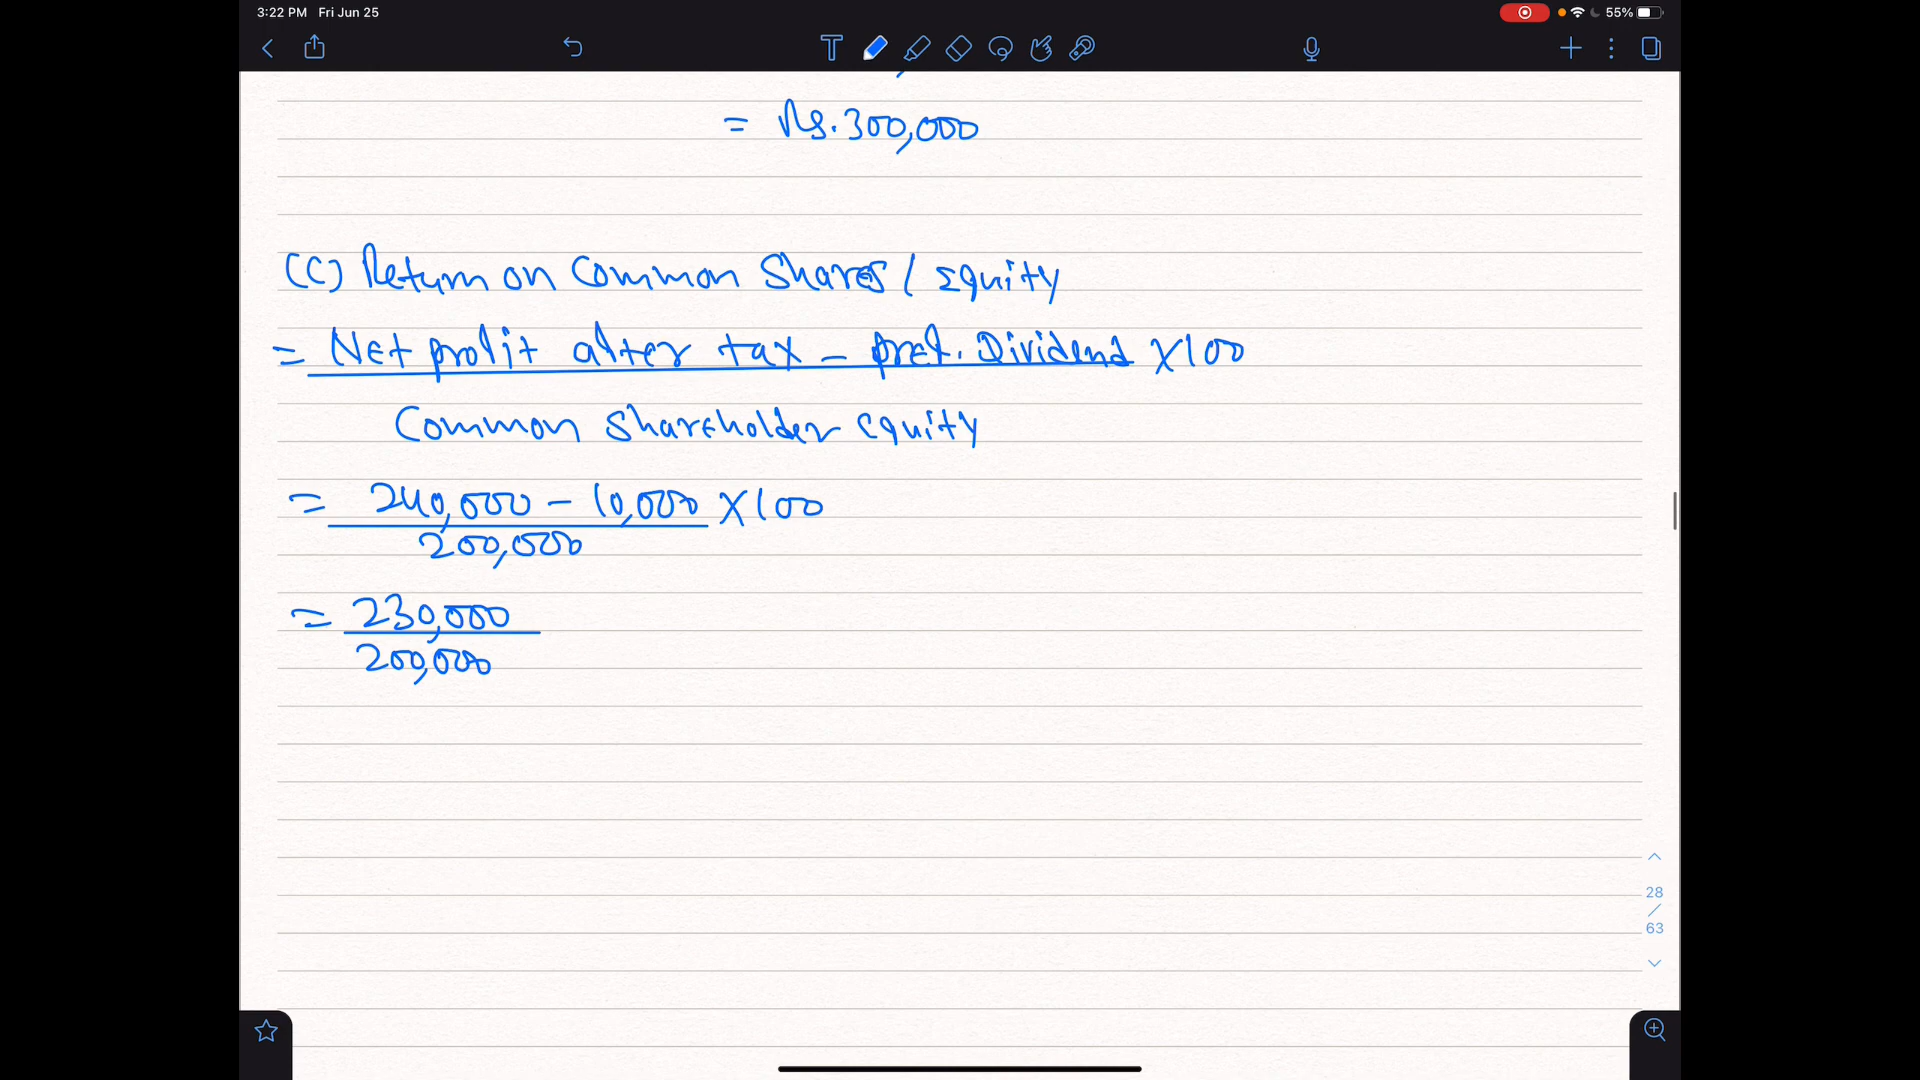 3:22 PM Fri Jun 25
55%
= Rs. 300,000
(C) Return on Common Shares / Equity
= Net profit after tax - pref. Dividend X100
Common shareholder equity
= 240,000 - 10,000 X100
200,000
= 230,000
200,000
28
/
63